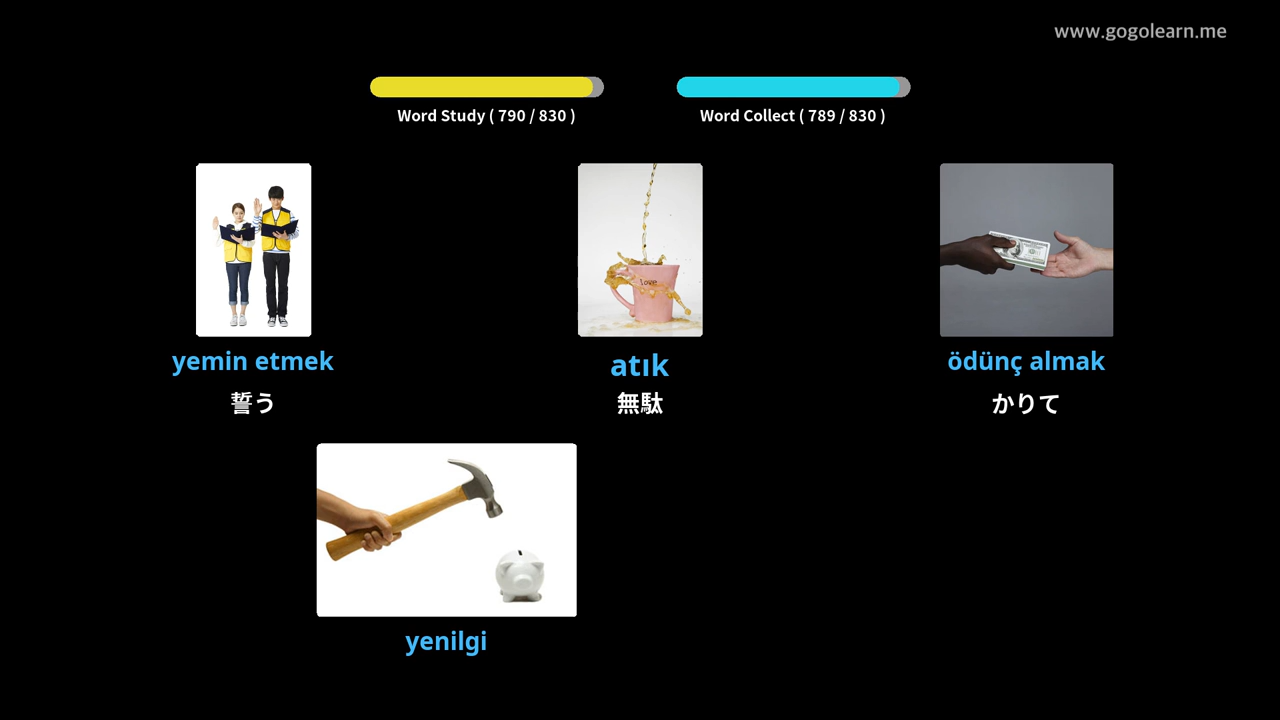 www.gogolearn.me
Word Study ( 790 / 830 )
Word Collect ( 789 / 830 )
love
yemin etmek
atık
ödünç almak
誓う
無駄
かりて
yenilgi